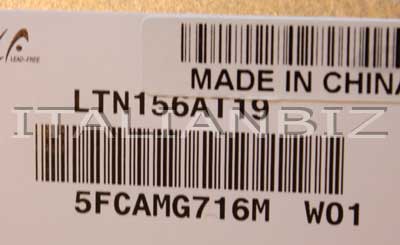 LEAD-FREE
MADE IN CHINA
LTN156AT19
ITALIANBIZ
5FCAMG716M W01